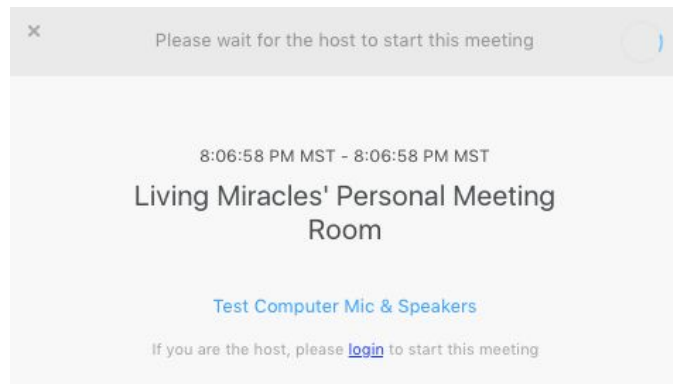 Please wait for the host to start this meeting
8:06:58 PM MST - 8:06:58 PM MST
Living Miracles' Personal Meeting
Room
Test Computer Mic & Speakers
If you are the host, please login to start this meeting